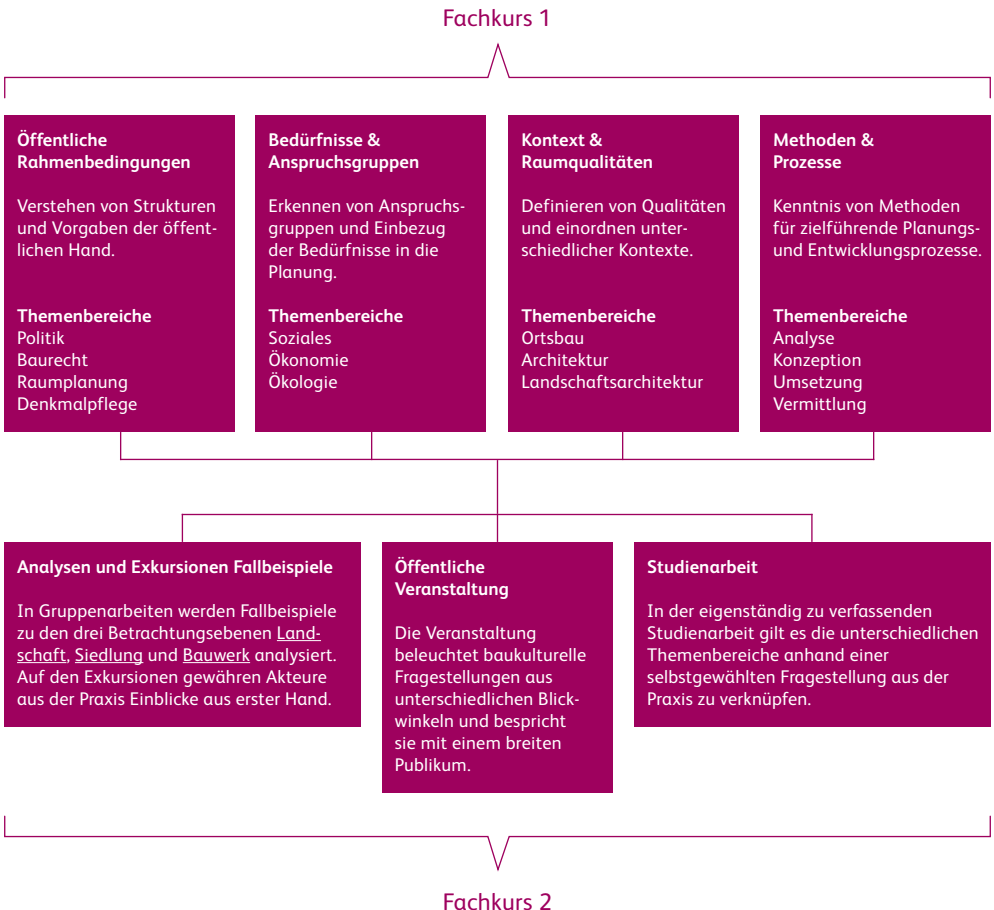 Fachkurs 1
Öffentliche
Rahmenbedingungen
Verstehen von Strukturen
und Vorgaben der öffent-
lichen Hand.
Themenbereiche
Politik
Baurecht
Raumplanung
Denkmalpflege
Bedürfnisse &
Anspruchsgruppen
Erkennen von Anspruchs-
gruppen und Einbezug
der Bedürfnisse in die
Planung.
Themenbereiche
Soziales
Ökonomie
Ökologie
Kontext &
Raumqualitäten
Definieren von Qualitäten
und einordnen unter-
schiedlicher Kontexte.
Themenbereiche
Ortsbau
Architektur
Landschaftsarchitektur
Methoden &
Prozesse
Kenntnis von Methoden
für zielführende Planungs-
und Entwicklungsprozesse.
Themenbereiche
Analyse
Konzeption
Umsetzung
Vermittlung
Analysen und Exkursionen Fallbeispiele
In Gruppenarbeiten werden Fallbeispiele
zu den drei Betrachtungsebenen Land-
schaft, Siedlung und Bauwerk analysiert.
Auf den Exkursionen gewähren Akteure
aus der Praxis Einblicke aus erster Hand.
Öffentliche
Veranstaltung
Die Veranstaltung
beleuchtet baukulturelle
Fragestellungen aus
unterschiedlichen Blick-
winkeln und bespricht
sie mit einem breiten
Publikum.
Studienarbeit
In der eigenständig zu verfassenden
Studienarbeit gilt es die unterschiedlichen
Themenbereiche anhand einer
selbstgewählten Fragestellung aus der
Praxis zu verknüpfen.
Fachkurs 2